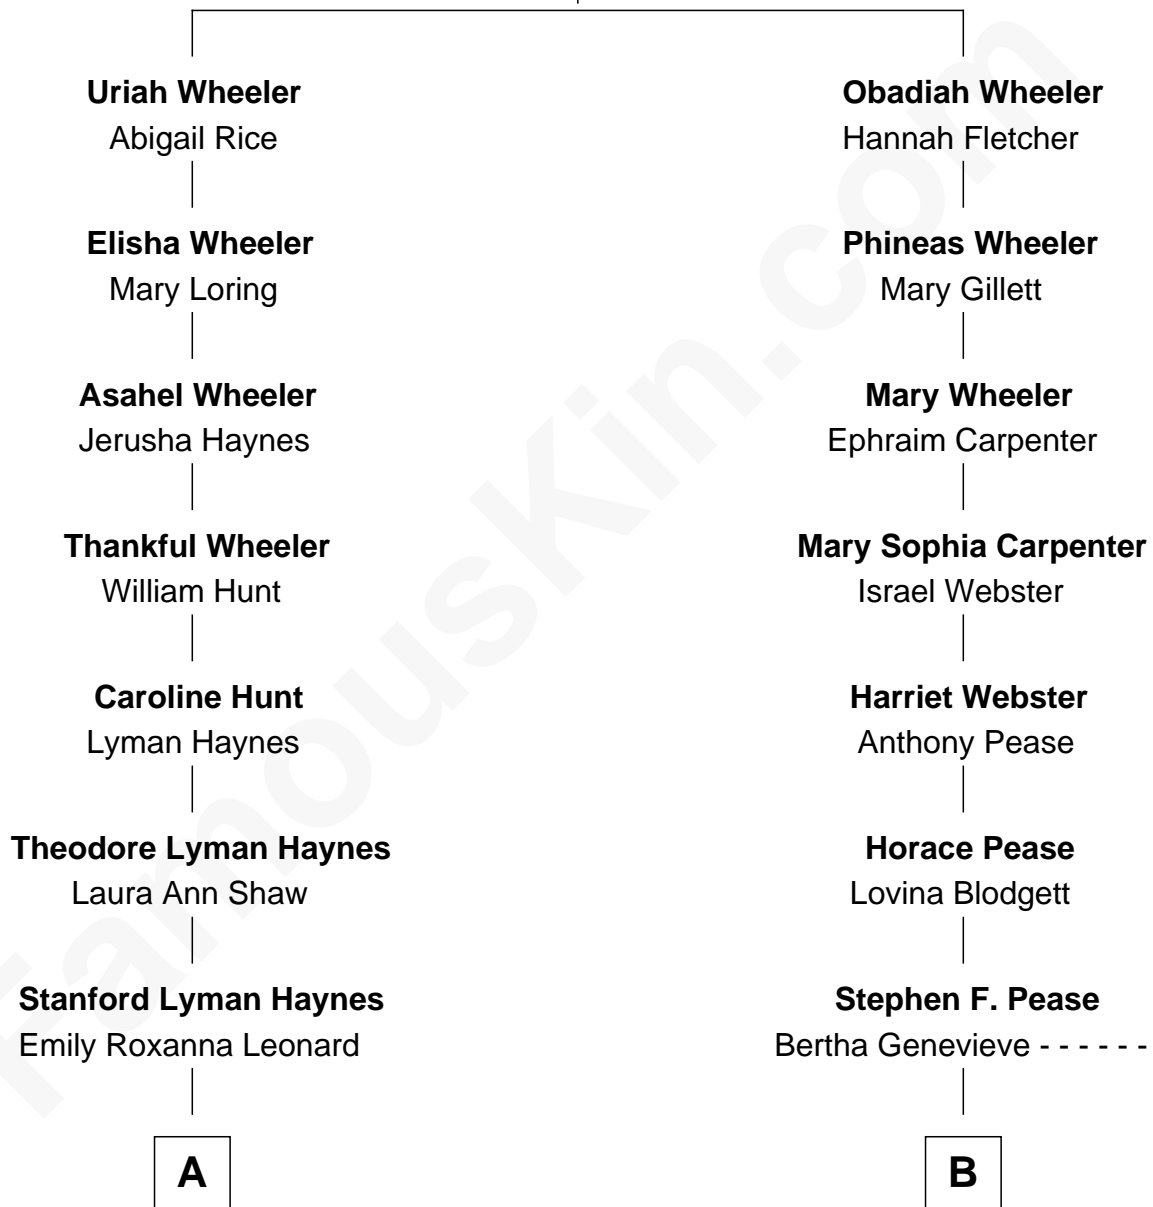 Uriah Wheeler
Abigail Rice
Elisha Wheeler
Mary Loring
Asahel Wheeler
Jerusha Haynes
Thankful Wheeler
William Hunt
Caroline Hunt
Lyman Haynes
Theodore Lyman Haynes
Laura Ann Shaw
Stanford Lyman Haynes
Emily Roxanna Leonard
A
Obadiah Wheeler
Hannah Fletcher
Phineas Wheeler
Mary Gillett
Mary Wheeler
Ephraim Carpenter
Mary Sophia Carpenter
Israel Webster
Harriet Webster
Anthony Pease
Horace Pease
Lovina Blodgett
Stephen F. Pease
Bertha Genevieve - - - - - -
B
FamousKin.com